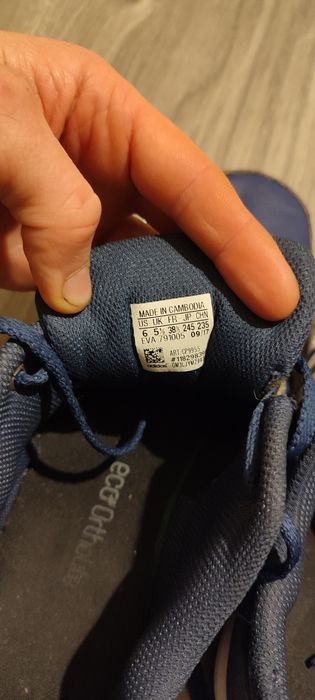 MADE IN CAMBODIA
US UK FR JP CHN
6 5½ 38⅔ 245 235
EVA 791005 09/17
ART CP9955
adidas
ecoOrtholite